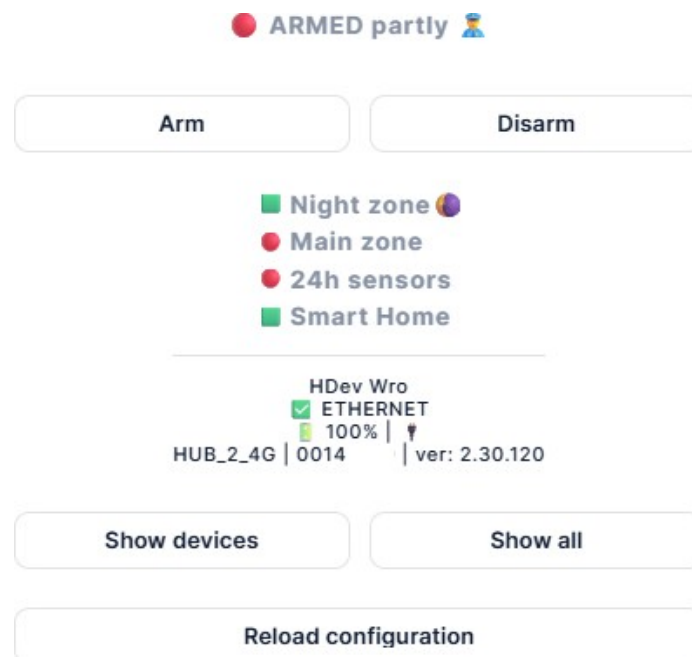 ARMED partly
Arm
Disarm
Night zone
Main zone
24h sensors
Smart Home
HDev Wro
ETHERNET
100% |
HUB_2_4G | 0014 | ver: 2.30.120
Show devices
Show all
Reload configuration